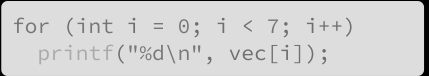 for (int i = 0; i < 7; i++)
  printf("%d\n", vec[i]);